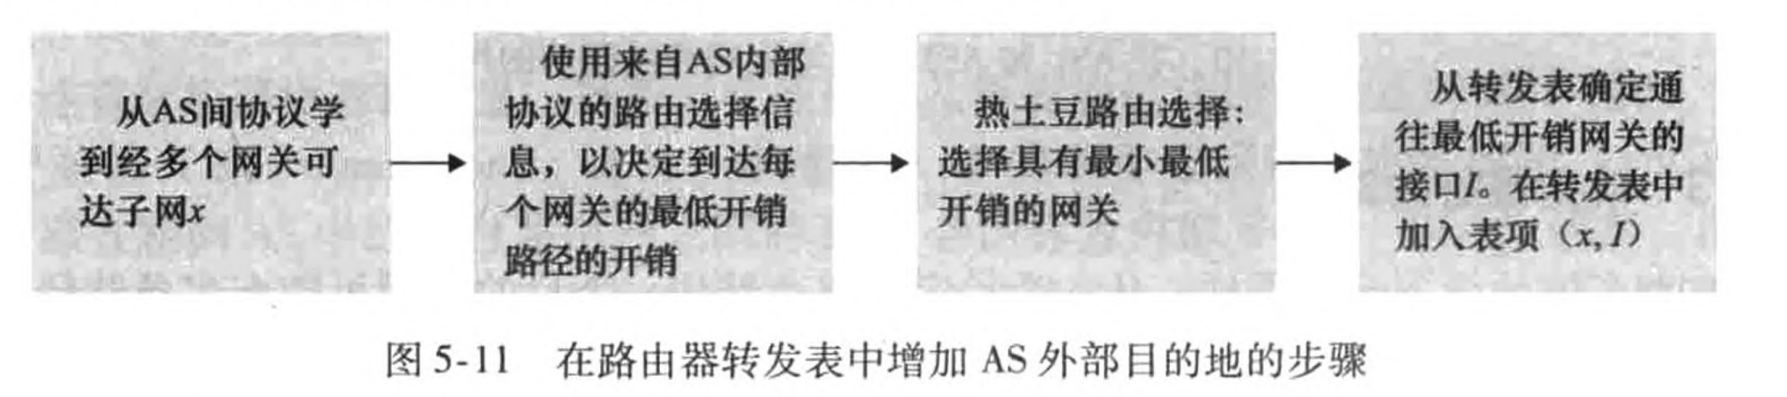 从AS间协议学
到经多个网关可
达子网x
使用来自AS内部
协议的路由选择信
息，以决定到达每
个网关的最低开销
路径的开销
热土豆路由选择：
选择具有最小最低
开销的网关
从转发表确定通
往最低开销网关的
接口I。在转发表中
加入表项（x, I）
图 5-11 在路由器转发表中增加 AS 外部目的地的步骤